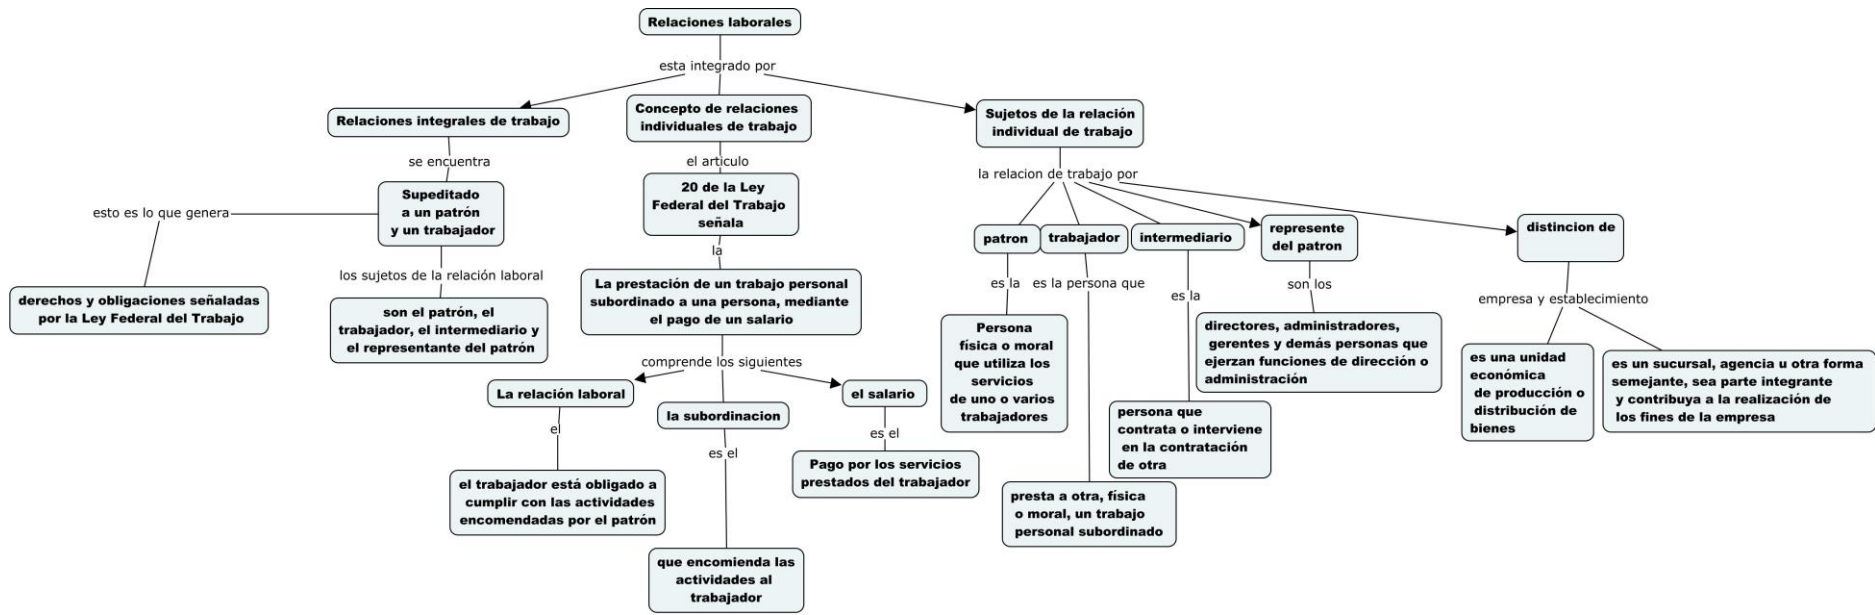 Relaciones laborales
esta integrado por
Relaciones integrales de trabajo
Concepto de relaciones
individuales de trabajo
Sujetos de la relación
individual de trabajo
se encuentra
el articulo
la relacion de trabajo por
Supeditado
a un patrón
y un trabajador
esto es lo que genera
20 de la Ley
Federal del Trabajo
señala
patron
trabajador
intermediario
represente
del patron
distincion de
los sujetos de la relación laboral
la
es la
es la persona que
es la
son los
empresa y establecimiento
derechos y obligaciones señaladas
por la Ley Federal del Trabajo
son el patrón, el
trabajador, el intermediario y
el representante del patrón
La prestación de un trabajo personal
subordinado a una persona, mediante
el pago de un salario
Persona
física o moral
que utiliza los
servicios
de uno o varios
trabajadores
directores, administradores,
gerentes y demás personas que
ejerzan funciones de dirección o
administración
es una unidad
económica
de producción o
distribución de
bienes
es un sucursal, agencia u otra forma
semejante, sea parte integrante
y contribuya a la realización de
los fines de la empresa
comprende los siguientes
La relación laboral
la subordinacion
el salario
el
es el
es el
persona que
contrata o interviene
en la contratación
de otra
el trabajador está obligado a
cumplir con las actividades
encomendadas por el patrón
Pago por los servicios
prestados del trabajador
presta a otra, física
o moral, un trabajo
personal subordinado
que encomienda las
actividades al
trabajador